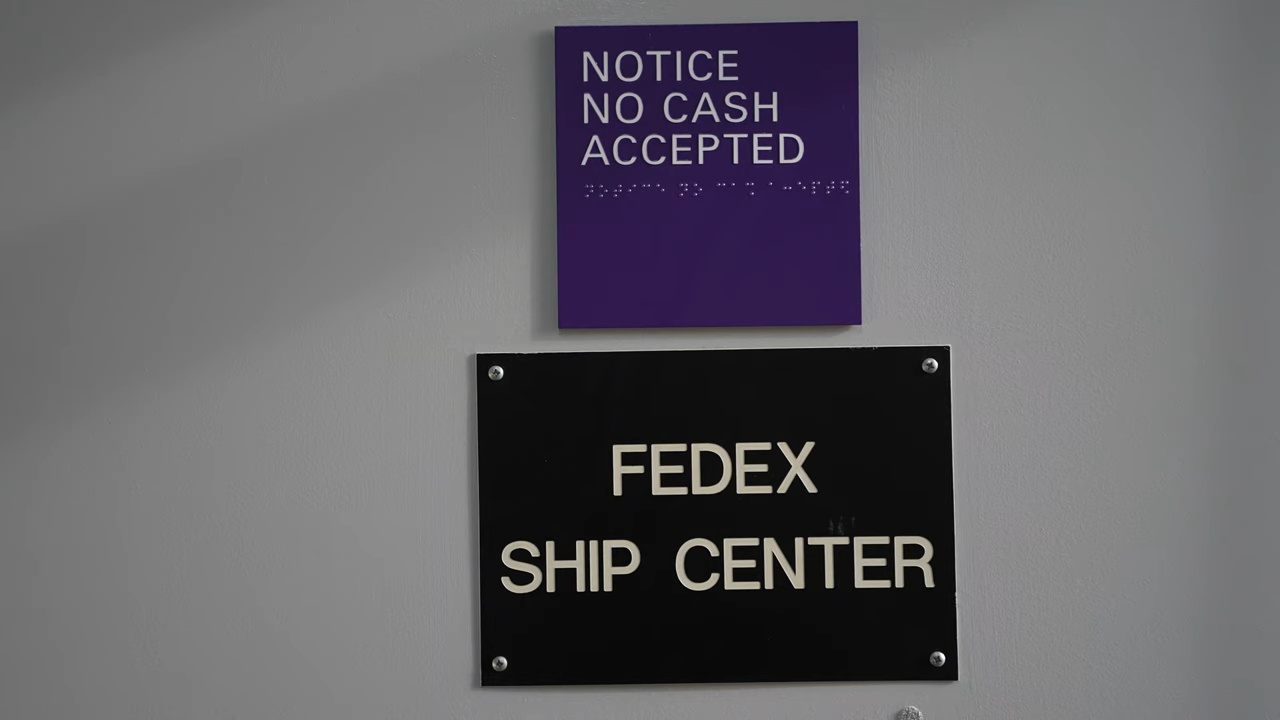 NOTICE
NO CASH
ACCEPTED
FEDEX
SHIP CENTER